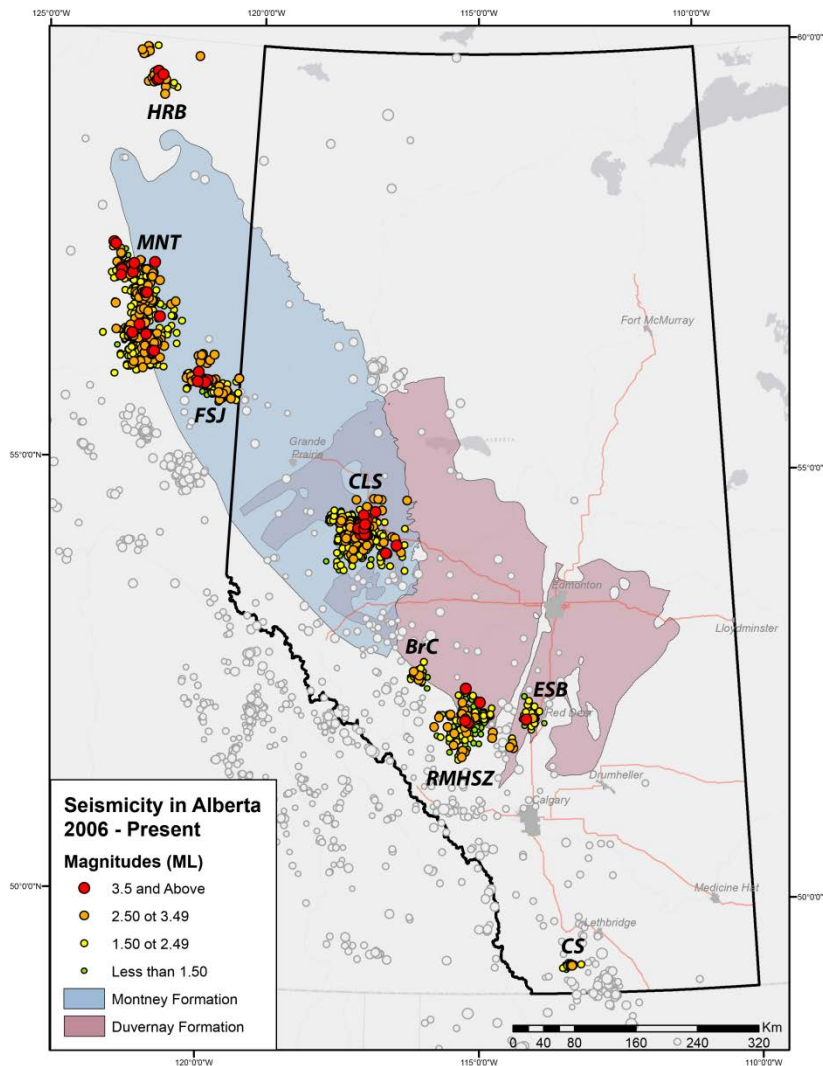 125°0'0"W
120°0'0"W
115°0'0"W
110°0'0"W
60°0'0"N
HRB
MNT
Fort McMurray
FSJ
55°0'0"N
55°0'0"N
Grande
Prairie
ALBERTA
CLS
Edmonton
Lloydminster
BrC
ESB
Red Deer
RMHSZ
Drumheller
Calgary
Seismicity in Alberta
2006 - Present
Magnitudes (ML)
3.5 and Above
2.50 ot 3.49
1.50 ot 2.49
Less than 1.50
Montney Formation
Duvernay Formation
50°0'0"N
50°0'0"N
Medicine Hat
Lethbridge
CS
Km
0 40 80 160 240 320
120°0'0"W
115°0'0"W
110°0'0"W